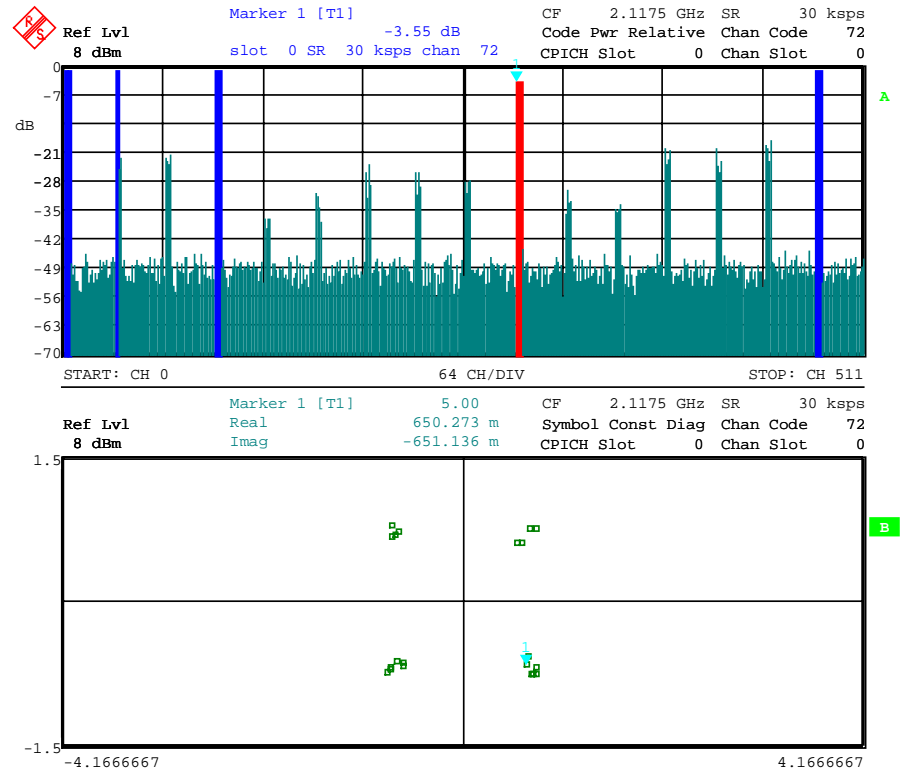 Marker 1 [T1] CF 2.1175 GHz SR 30 ksps
R S Ref Lvl -3.55 dB Code Pwr Relative Chan Code 72
8 dBm slot 0 SR 30 ksps chan 72 CPICH Slot 0 Chan Slot 0
0
1
-7
A
dB
-21
-28
-35
-42
-49
-56
-63
-70
START: CH 0 64 CH/DIV STOP: CH 511
Marker 1 [T1] 5.00 CF 2.1175 GHz SR 30 ksps
Ref Lvl Real 650.273 m Symbol Const Diag Chan Code 72
8 dBm Imag -651.136 m CPICH Slot 0 Chan Slot 0
1.5
B
1
-1.5
-4.1666667 4.1666667